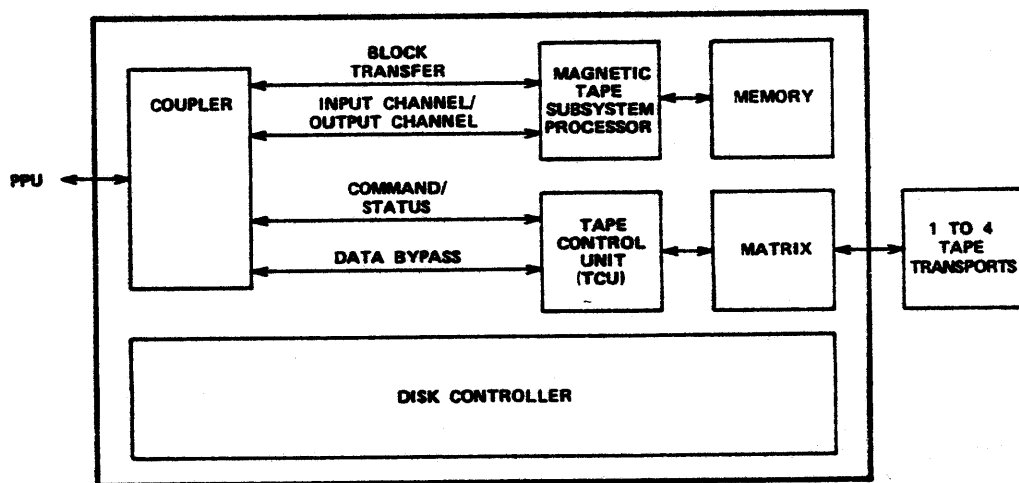 PPU
COUPLER
BLOCK
TRANSFER
INPUT CHANNEL/
OUTPUT CHANNEL
COMMAND/
STATUS
DATA BYPASS
MAGNETIC
TAPE
SUBSYSTEM
PROCESSOR
MEMORY
TAPE
CONTROL
UNIT
(TCU)
MATRIX
1 TO 4
TAPE
TRANSPORTS
DISK CONTROLLER